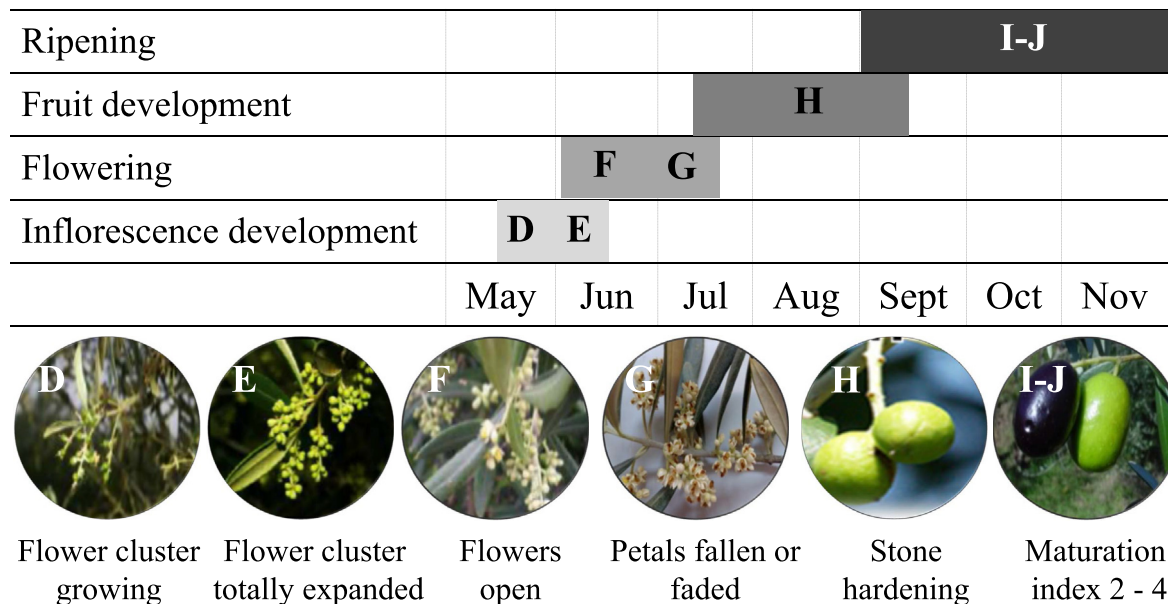 Ripening
I-J
Fruit development
H
Flowering
F G
Inflorescence development
D E
May Jun Jul Aug Sept Oct Nov
D E F G H I-J
Flower cluster growing
Flower cluster totally expanded
Flowers open
Petals fallen or faded
Stone hardening
Maturation index 2 - 4